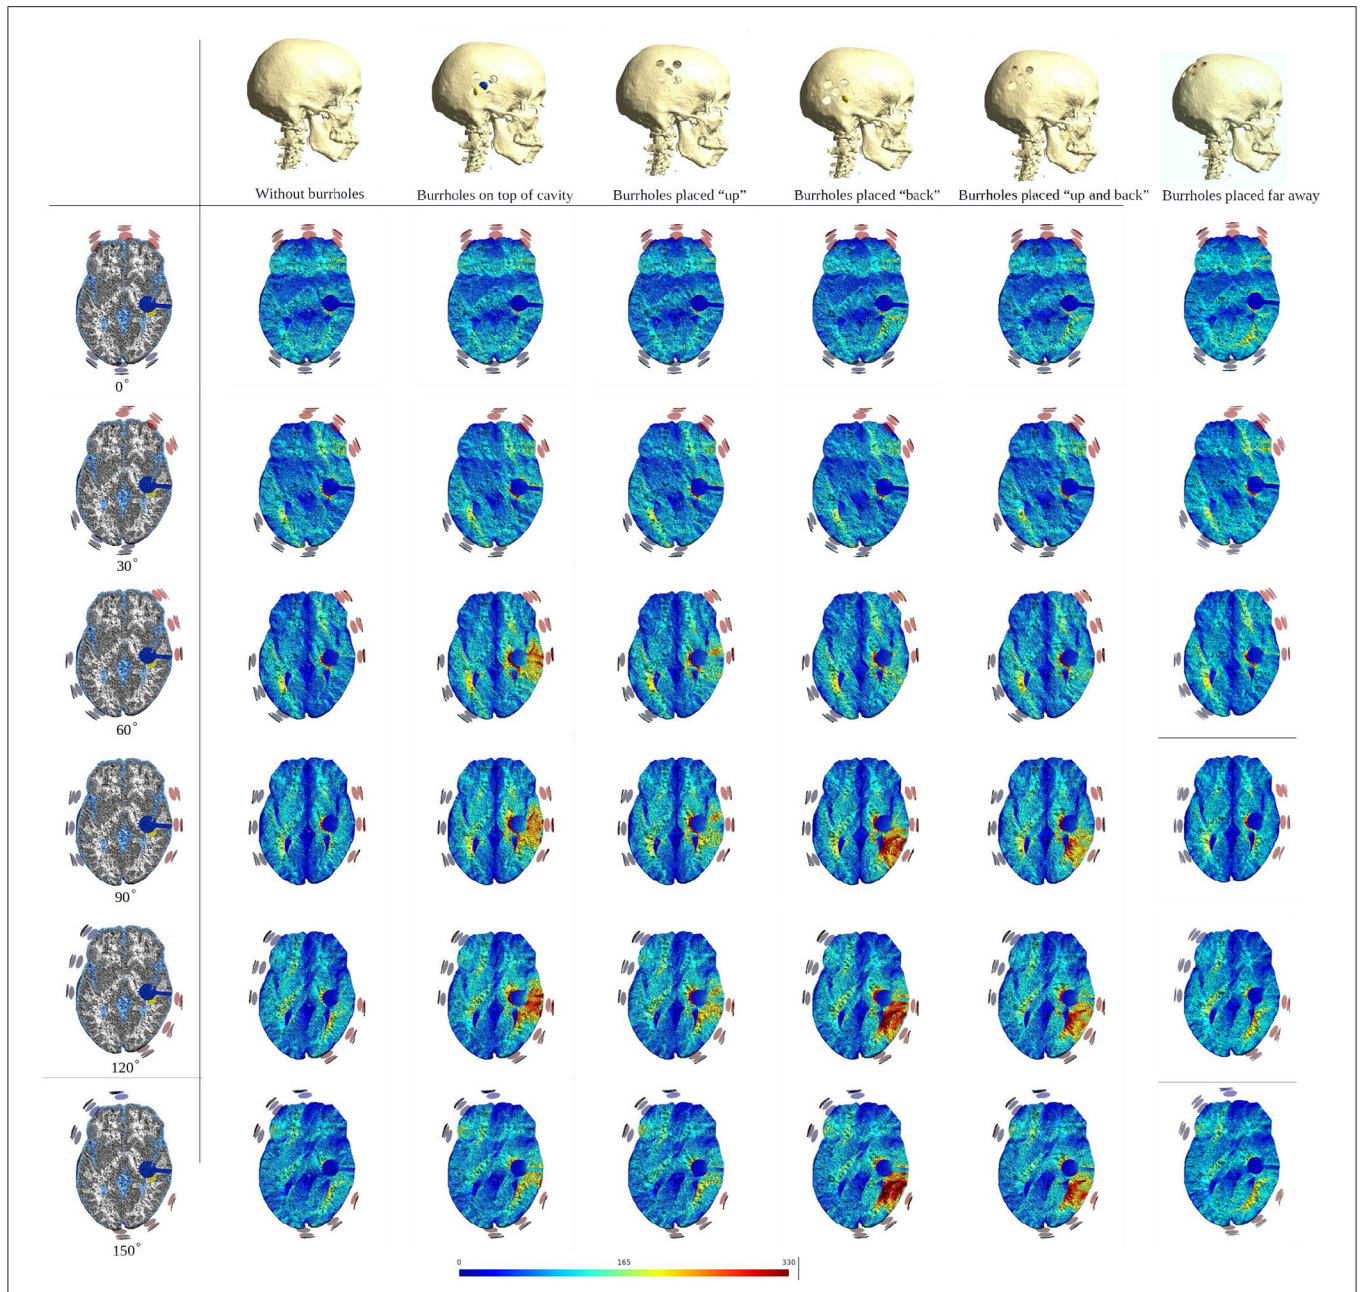 Without burrholes
Burrholes on top of cavity
Burrholes placed “up”
Burrholes placed “back”
Burrholes placed “up and back”
Burrholes placed far away
0°
30°
60°
90°
120°
150°
0
165
330